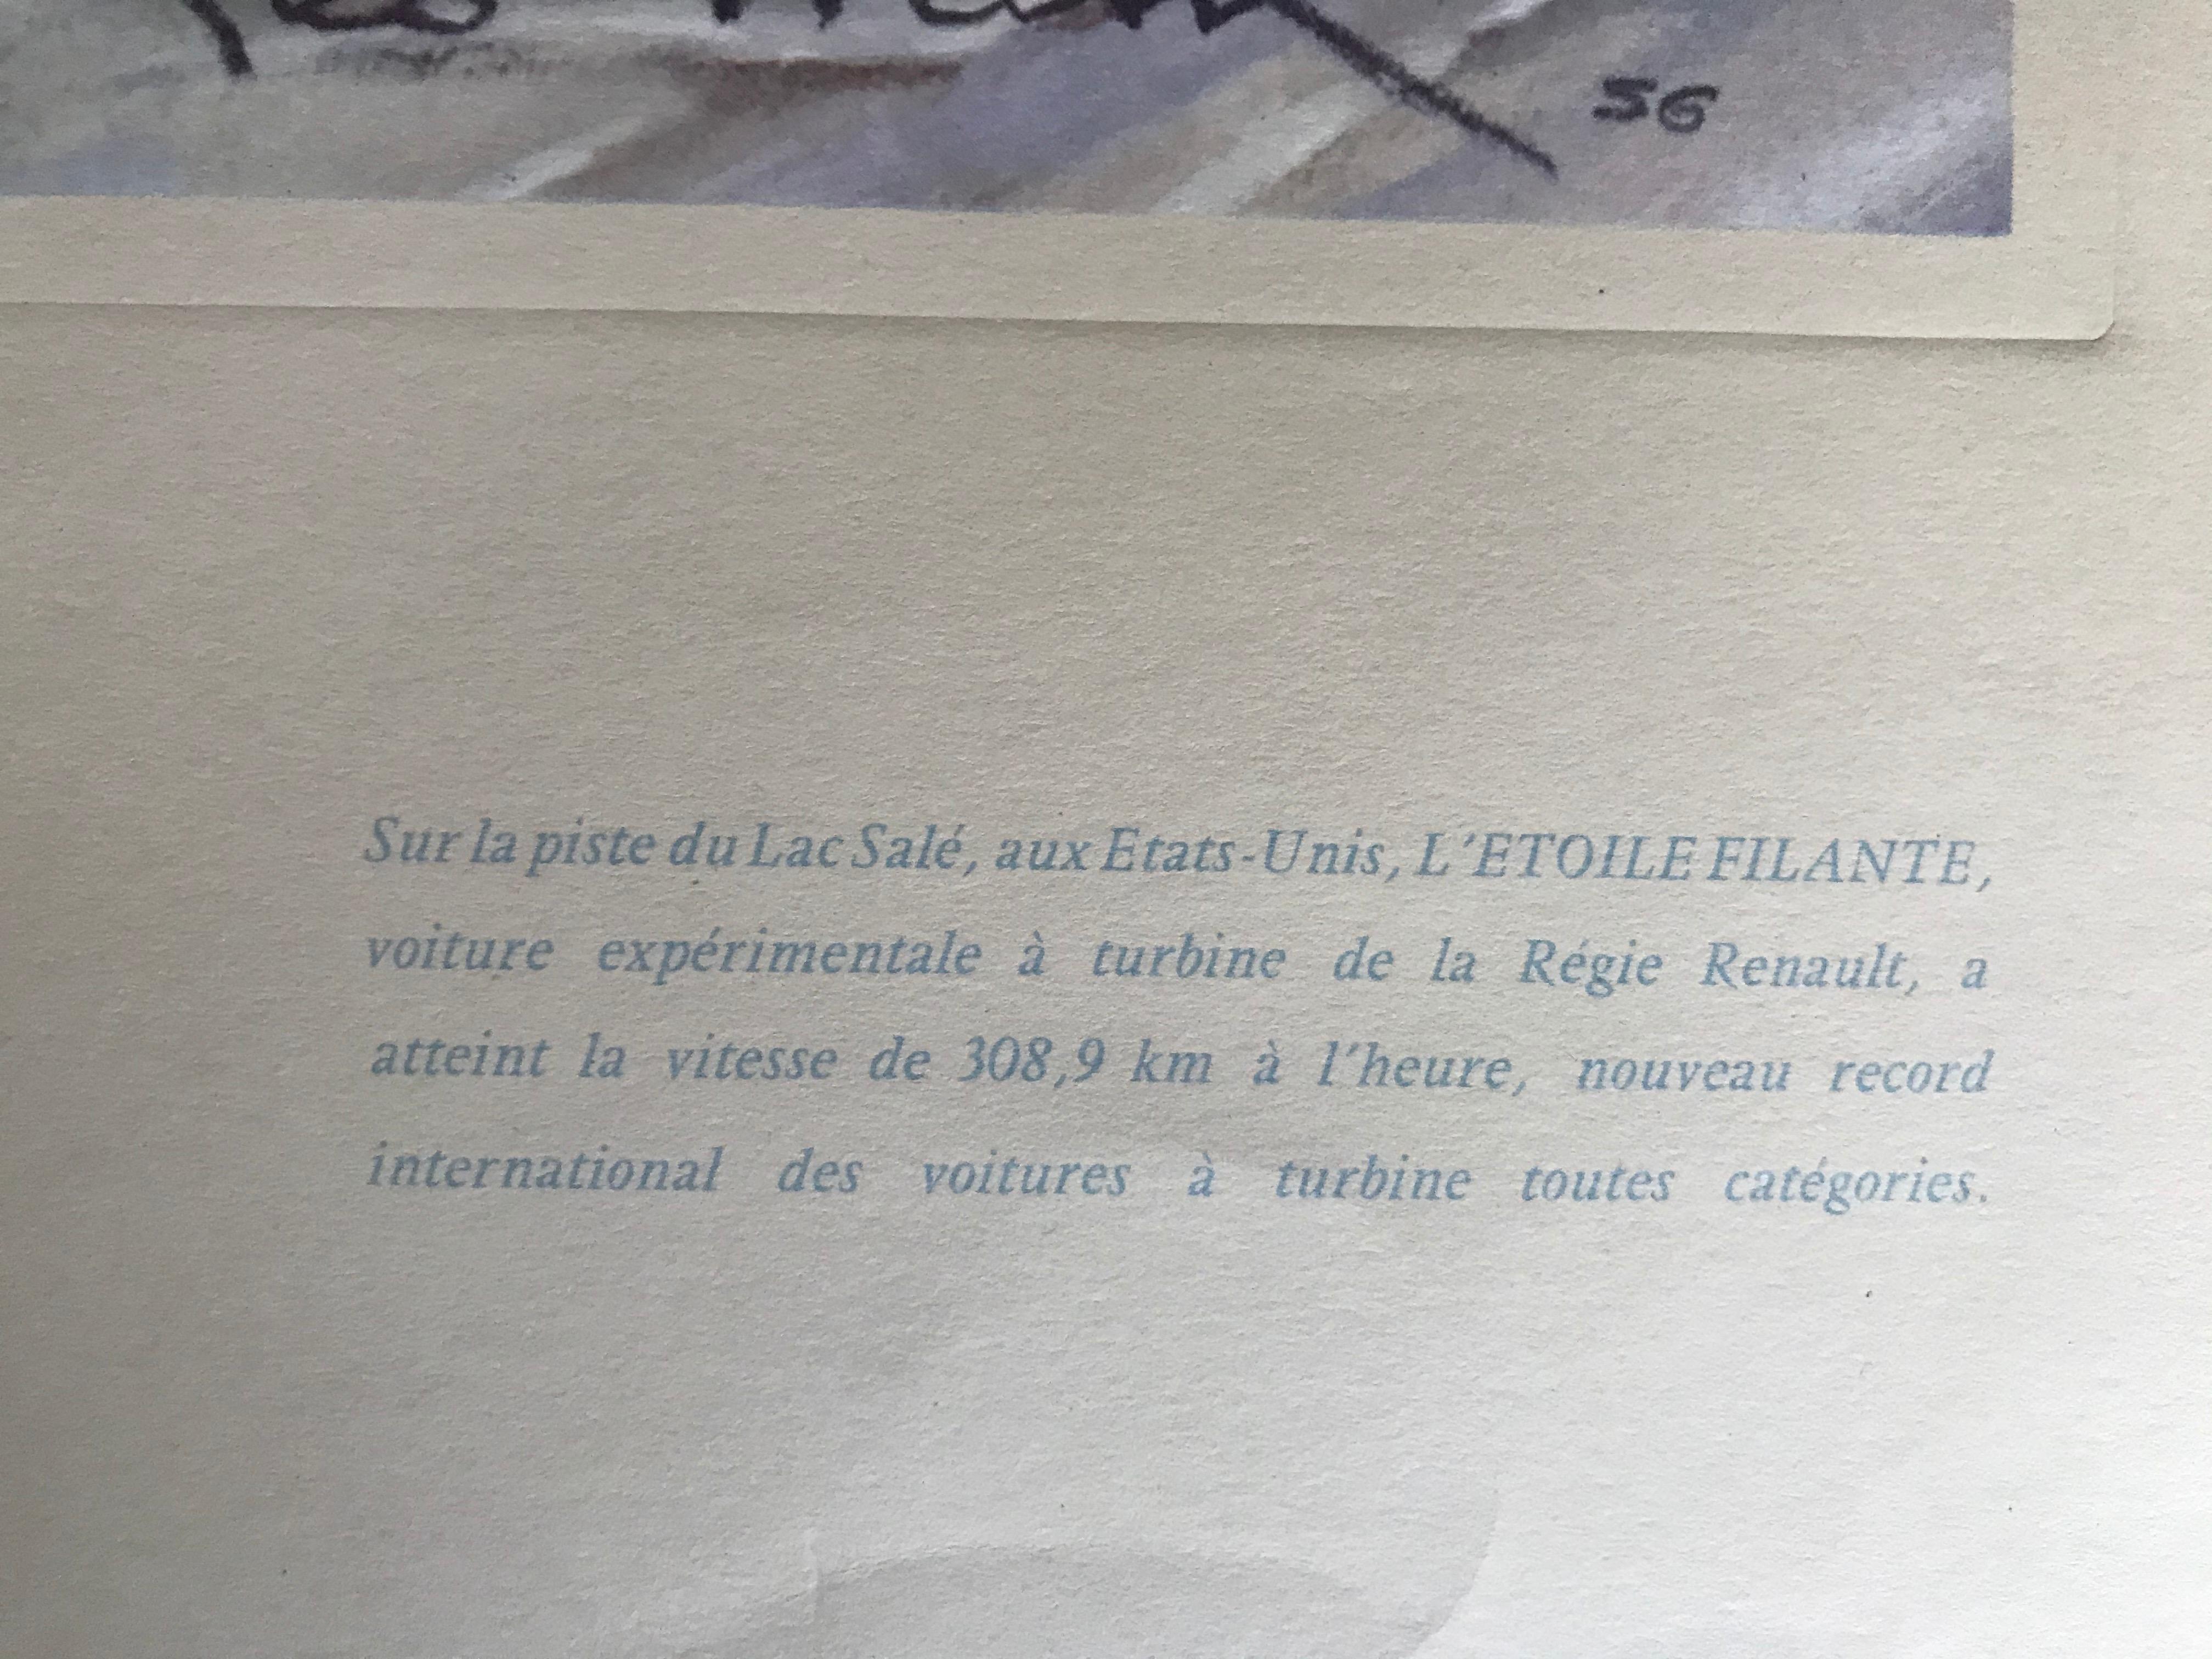 56
Sur la piste du Lac Salé, aux Etats-Unis, L'ETOILE FILANTE,
voiture expérimentale à turbine de la Régie Renault, a
atteint la vitesse de 308,9 km à l'heure, nouveau record
international des voitures à turbine toutes catégories.